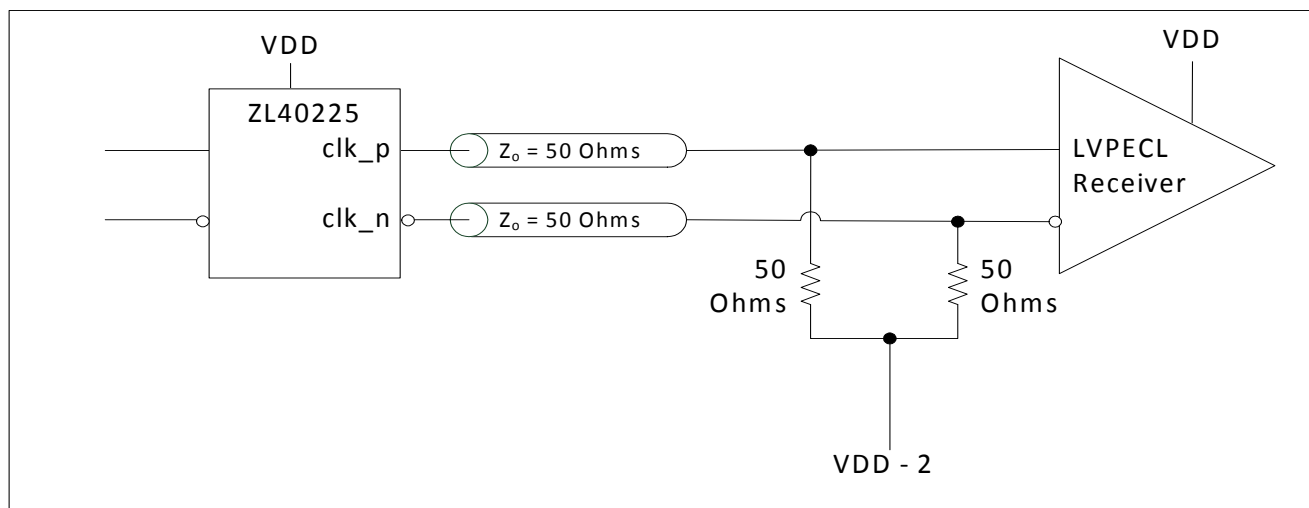 VDD
VDD
ZL40225
clk_p
Zo = 50 Ohms
LVPECL
Receiver
clk_n
Zo = 50 Ohms
50
Ohms
50
Ohms
VDD - 2